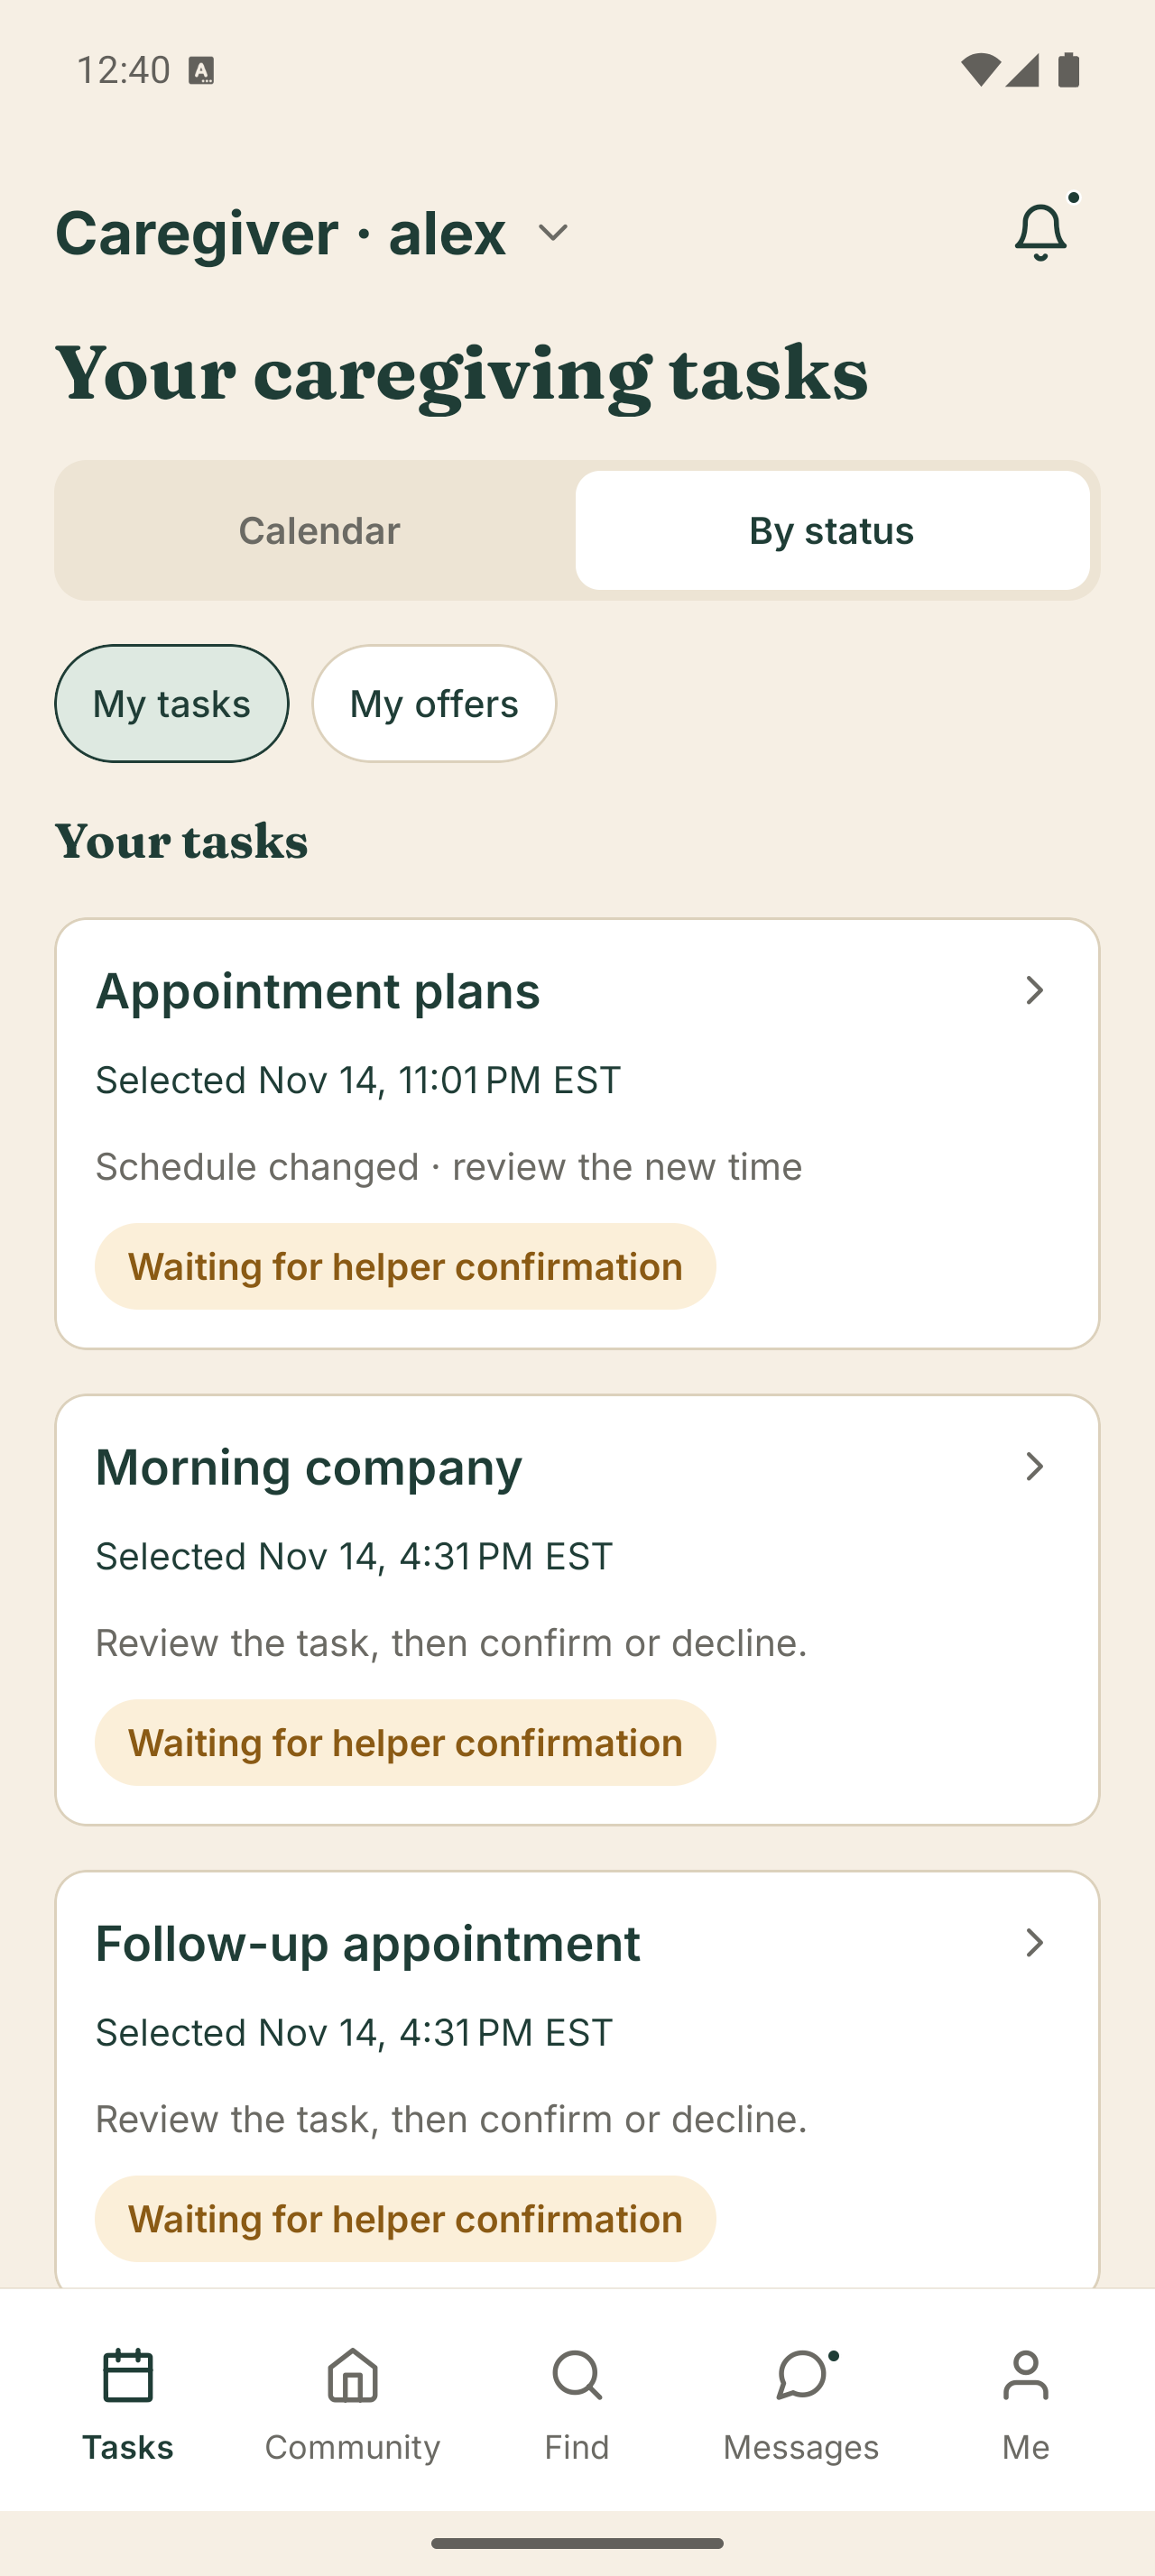 12:40
Caregiver · alex
Your caregiving tasks
Calendar
By status
My tasks
My offers
Your tasks
Appointment plans
Selected Nov 14, 11:01 PM EST
Schedule changed · review the new time
Waiting for helper confirmation
Morning company
Selected Nov 14, 4:31 PM EST
Review the task, then confirm or decline.
Waiting for helper confirmation
Follow-up appointment
Selected Nov 14, 4:31 PM EST
Review the task, then confirm or decline.
Waiting for helper confirmation
Tasks
Community
Find
Messages
Me